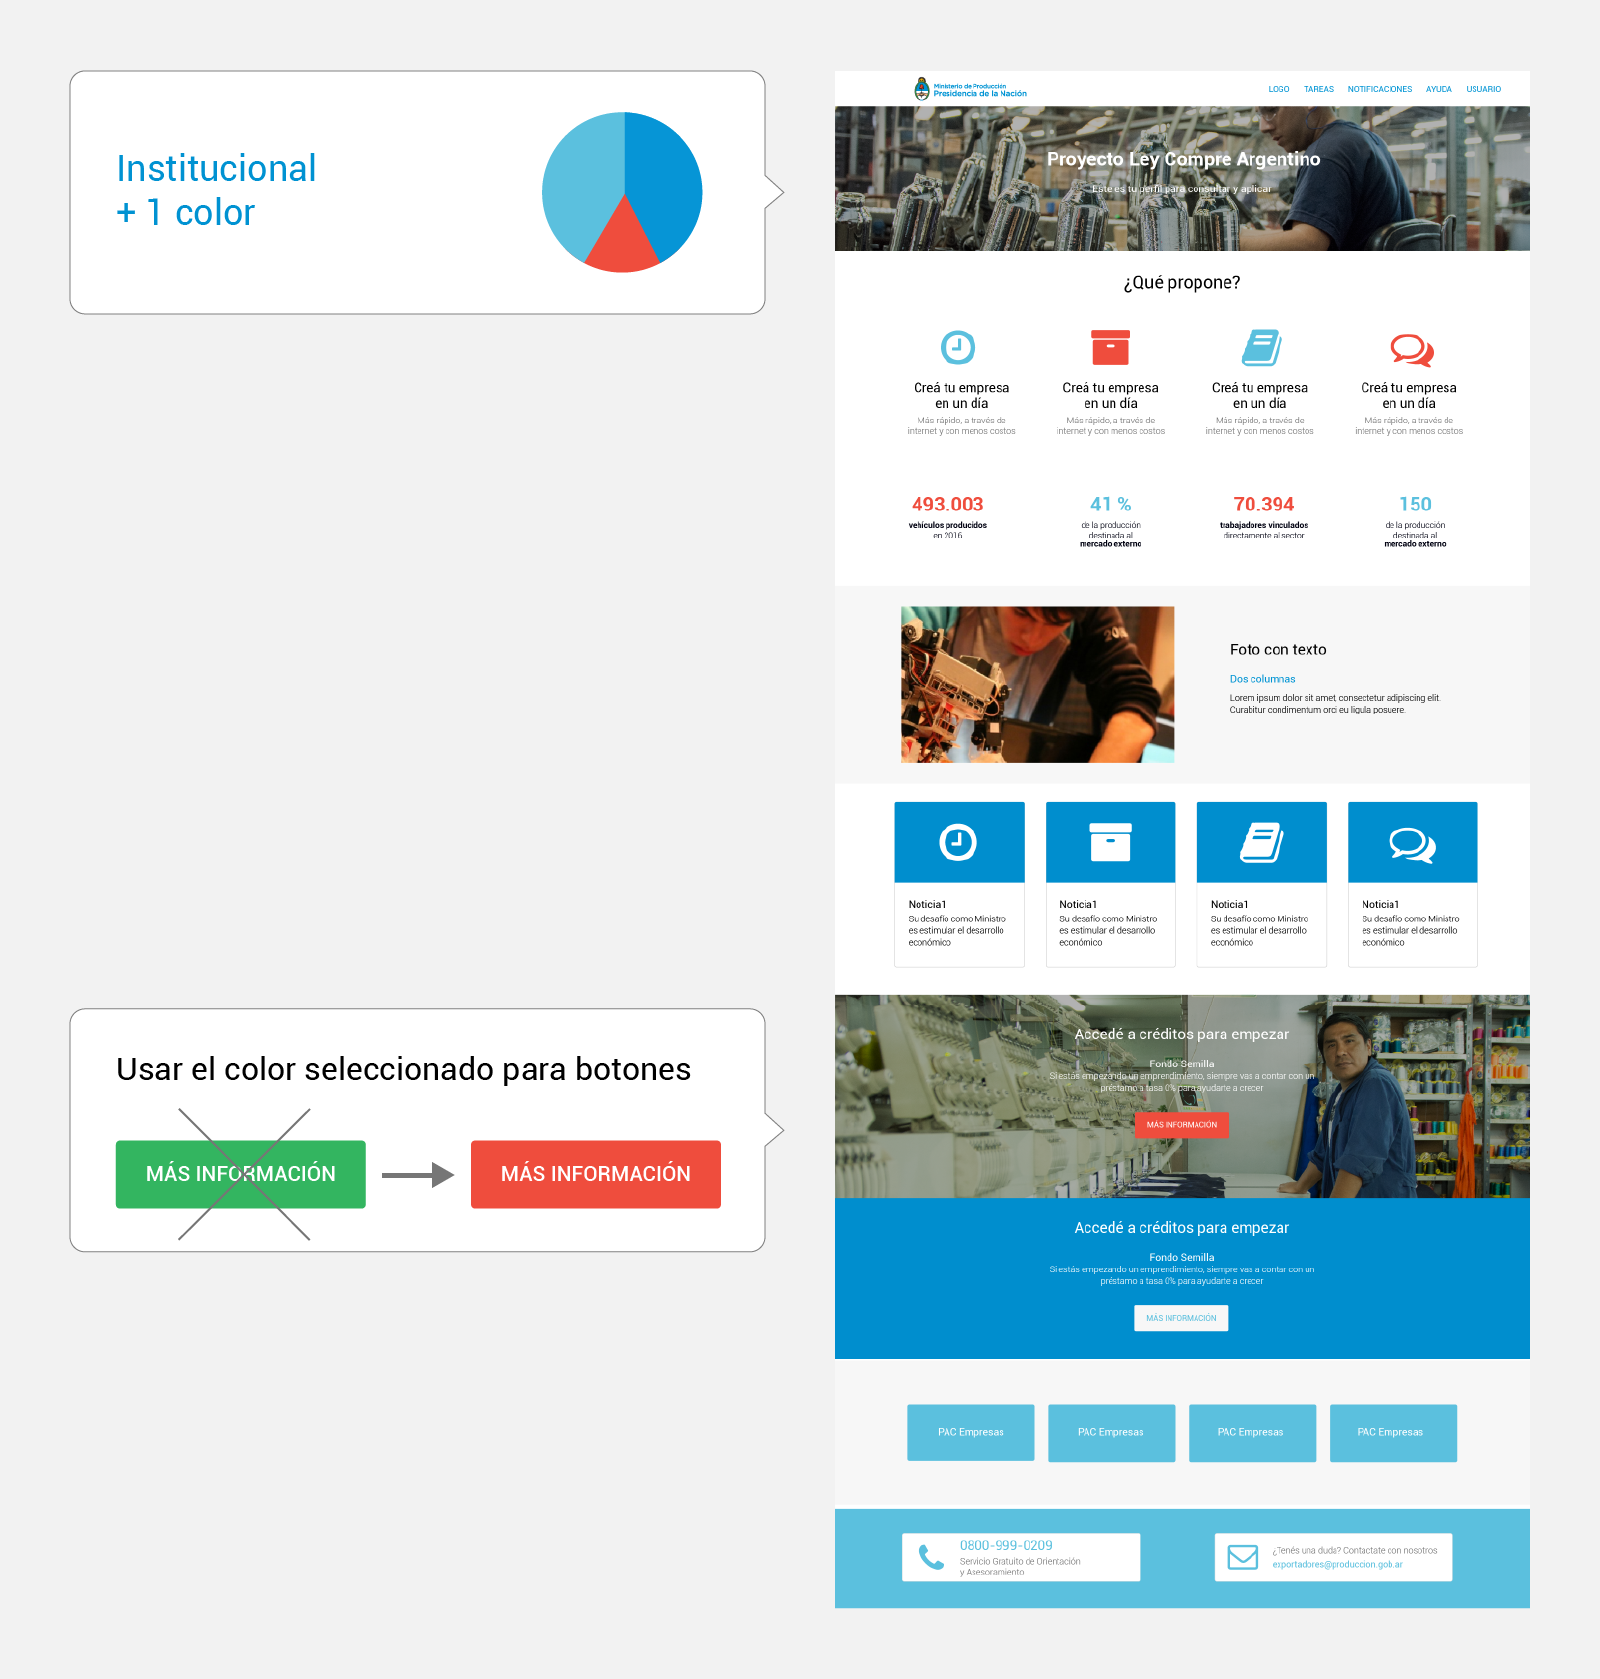 Institucional
+ 1 color
Ministerio de Producción
Presidencia de la Nación
LOGO TAREAS NOTIFICACIONES AYUDA USUARIO
Proyecto Ley Compre Argentino
Este es tu perfil para consultar y aplicar
¿Qué propone?
Creá tu empresa
en un día
Más rápido, a través de
internet y con menos costos
Creá tu empresa
en un día
Más rápido, a través de
internet y con menos costos
Creá tu empresa
en un día
Más rápido, a través de
internet y con menos costos
Creá tu empresa
en un día
Más rápido, a través de
internet y con menos costos
493.003
vehículos producidos
en 2016
41 %
de la producción
destinada al
mercado externo
70.394
trabajadores vinculados
directamente al sector
150
de la producción
destinada al
mercado externo
Foto con texto
Dos columnas
Lorem ipsum dolor sit amet, consectetur adipiscing elit.
Curabitur condimentum orci eu ligula posuere.
Noticia1
Su desafío como Ministro
es estimular el desarrollo
económico
Noticia1
Su desafío como Ministro
es estimular el desarrollo
económico
Noticia1
Su desafío como Ministro
es estimular el desarrollo
económico
Noticia1
Su desafío como Ministro
es estimular el desarrollo
económico
Usar el color seleccionado para botones
MÁS INFORMACIÓN
MÁS INFORMACIÓN
Accedé a créditos para empezar
Fondo Semilla
Si estás empezando un emprendimiento, siempre vas a contar con un
préstamo a tasa 0% para ayudarte a crecer
MÁS INFORMACIÓN
Accedé a créditos para empezar
Fondo Semilla
Si estás empezando un emprendimiento, siempre vas a contar con un
préstamo a tasa 0% para ayudarte a crecer
MÁS INFORMACIÓN
PAC Empresas
PAC Empresas
PAC Empresas
PAC Empresas
0800-999-0209
Servicio Gratuito de Orientación
y Asesoramiento
¿Tenés una duda? Contactate con nosotros
exportadores@produccion.gob.ar